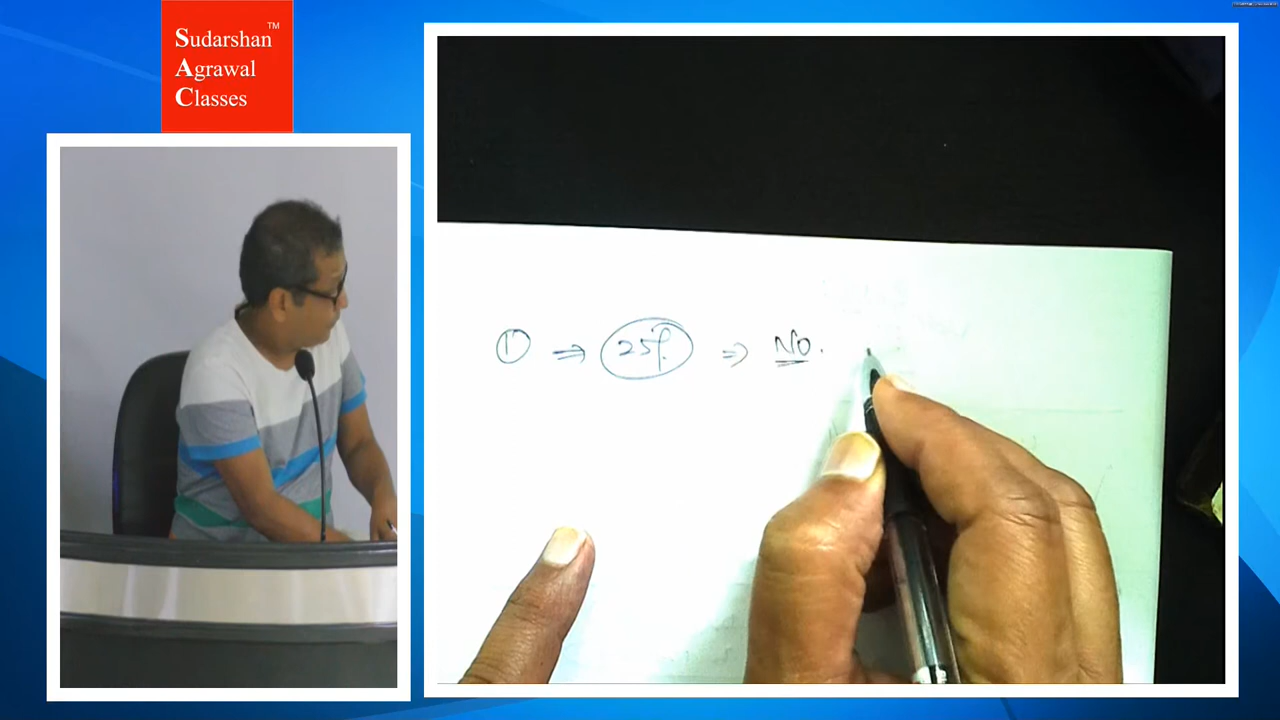 Sudarshan™
Agrawal
Classes
① ⇒ 25% ⇒ No.